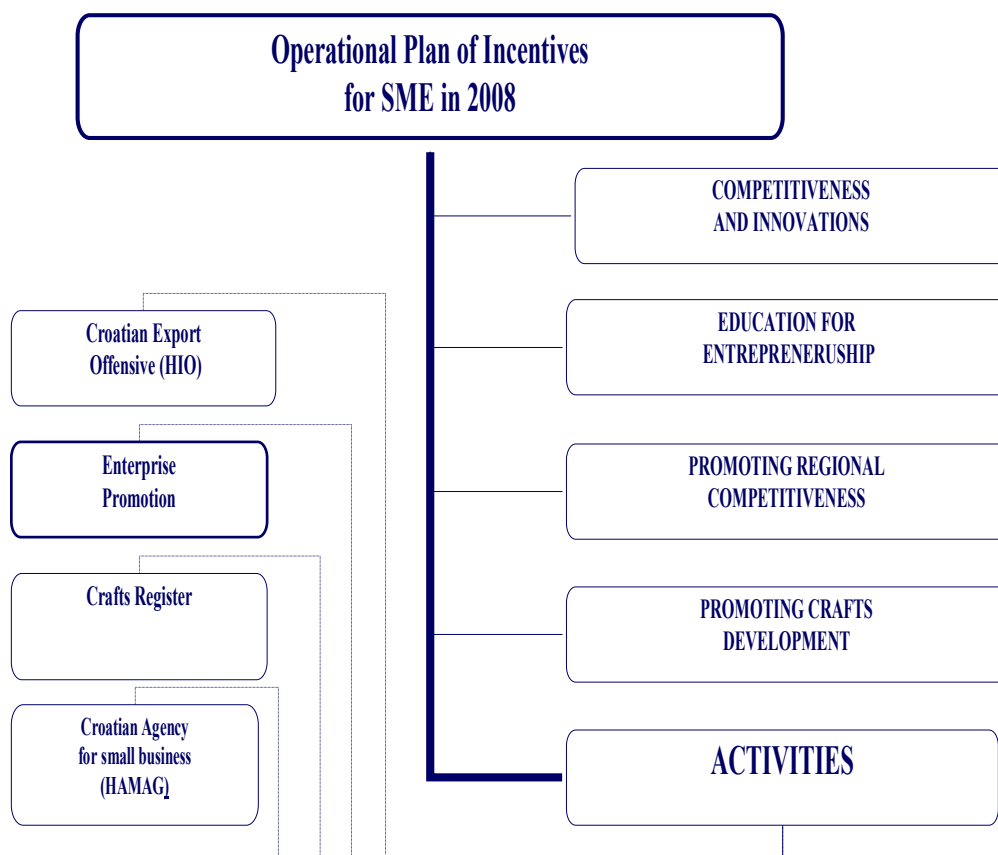 Operational Plan of Incentives
for SME in 2008
COMPETITIVENESS
AND INNOVATIONS
Croatian Export
Offensive (HIO)
EDUCATION FOR
ENTREPRENERUSHIP
Enterprise
Promotion
PROMOTING REGIONAL
COMPETITIVENESS
Crafts Register
PROMOTING CRAFTS
DEVELOPMENT
Croatian Agency
for small business
(HAMAG)
ACTIVITIES